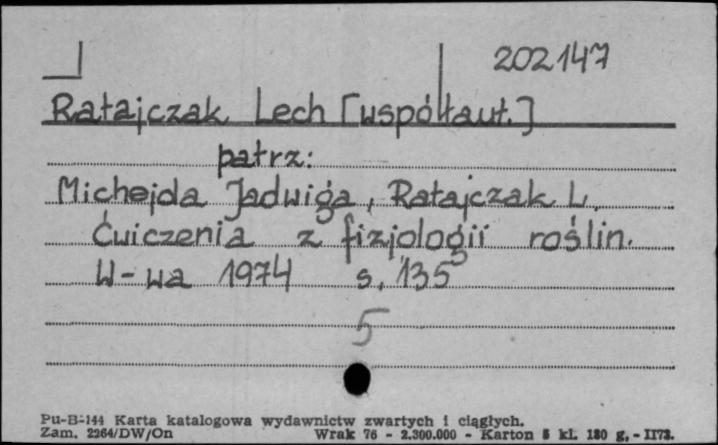 202147
Ratajczak Lech [współaut.]
patrz:
Michejda Jadwiga, Ratajczak L.
Ćwiczenia z fizjologii roślin.
W-wa 1974 s. 135
5
Pu-B-144 Karta katalogowa wydawnictw zwartych i ciągłych.
Zam. 2264/DW/On Wrak 76 - 2.300.000 - Karton 5 kl. 180 g. - II73.